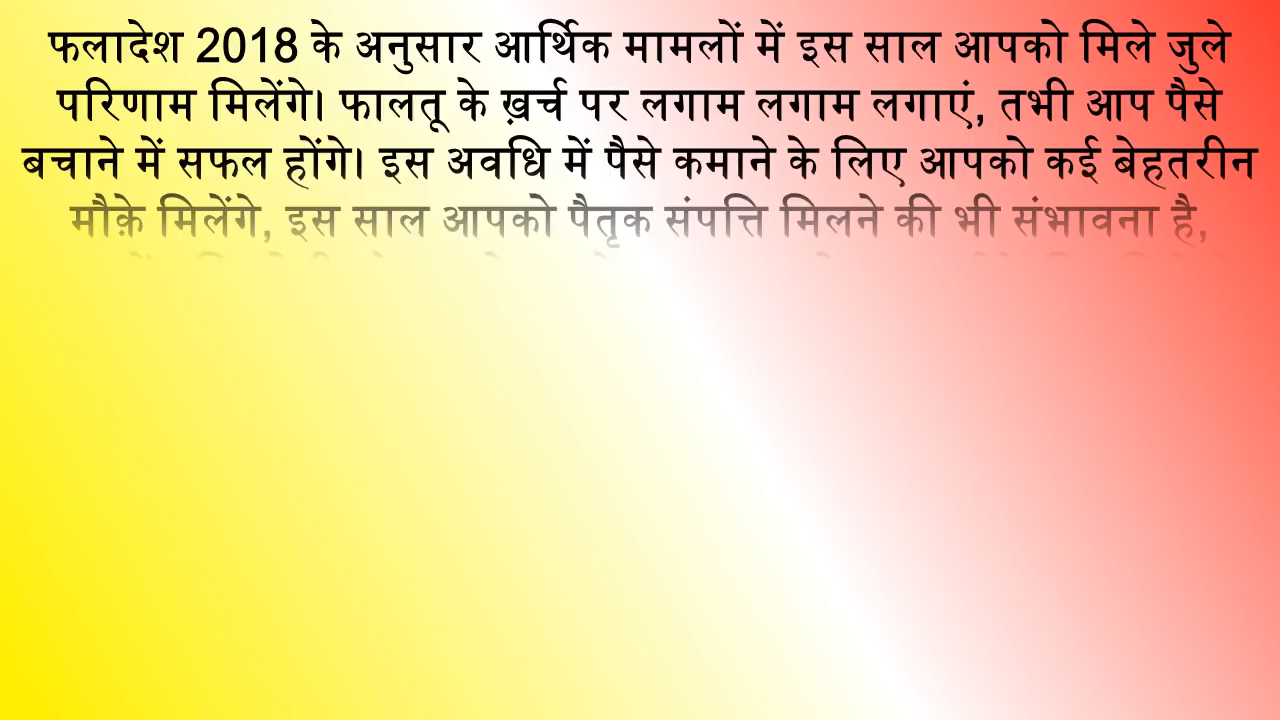 फलादेश 2018 के अनुसार आर्थिक मामलों में इस साल आपको मिले जुले
परिणाम मिलेंगे। फालतू के ख़र्च पर लगाम लगाम लगाएं, तभी आप पैसे
बचाने में सफल होंगे। इस अवधि में पैसे कमाने के लिए आपको कई बेहतरीन
मौक़े मिलेंगे, इस साल आपको पैतृक संपत्ति मिलने की भी संभावना है,